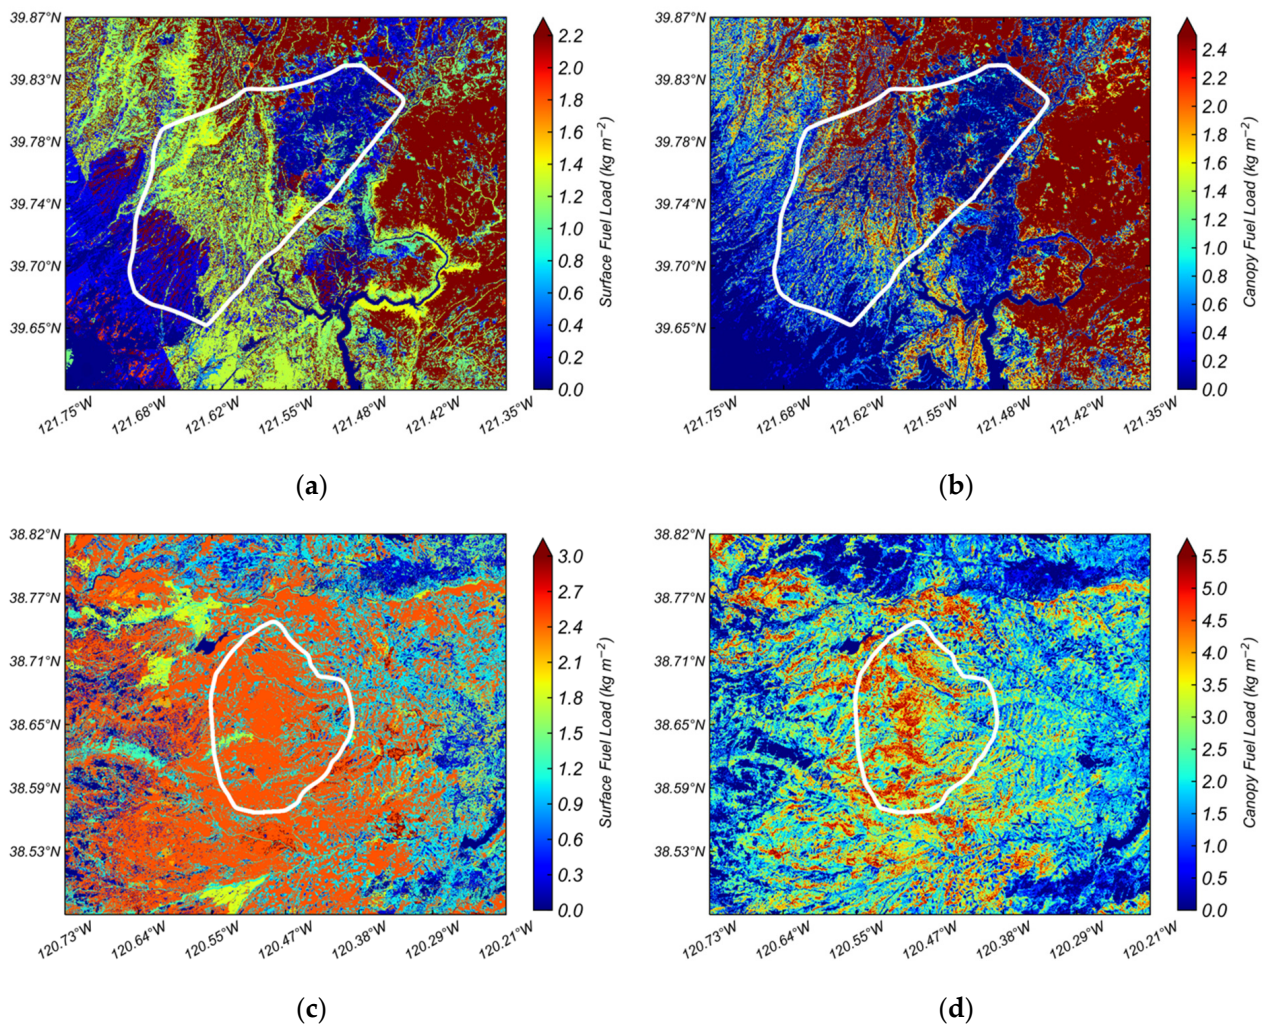 39.87°N
39.83°N
39.78°N
39.74°N
39.70°N
39.65°N
121.75°W
121.68°W
121.62°W
121.55°W
121.48°W
121.42°W
121.35°W
2.2
2.0
1.8
1.6
1.4
1.2
1.0
0.8
0.6
0.4
0.2
0.0
Surface Fuel Load (kg m⁻²)
(a)
39.87°N
39.83°N
39.78°N
39.74°N
39.70°N
39.65°N
121.75°W
121.68°W
121.62°W
121.55°W
121.48°W
121.42°W
121.35°W
2.4
2.2
2.0
1.8
1.6
1.4
1.2
1.0
0.8
0.6
0.4
0.2
0.0
Canopy Fuel Load (kg m⁻²)
(b)
38.82°N
38.77°N
38.71°N
38.65°N
38.59°N
38.53°N
120.73°W
120.64°W
120.55°W
120.47°W
120.38°W
120.29°W
120.21°W
3.0
2.7
2.4
2.1
1.8
1.5
1.2
0.9
0.6
0.3
0.0
Surface Fuel Load (kg m⁻²)
(c)
38.82°N
38.77°N
38.71°N
38.65°N
38.59°N
38.53°N
120.73°W
120.64°W
120.55°W
120.47°W
120.38°W
120.29°W
120.21°W
5.5
5.0
4.5
4.0
3.5
3.0
2.5
2.0
1.5
1.0
0.5
0.0
Canopy Fuel Load (kg m⁻²)
(d)